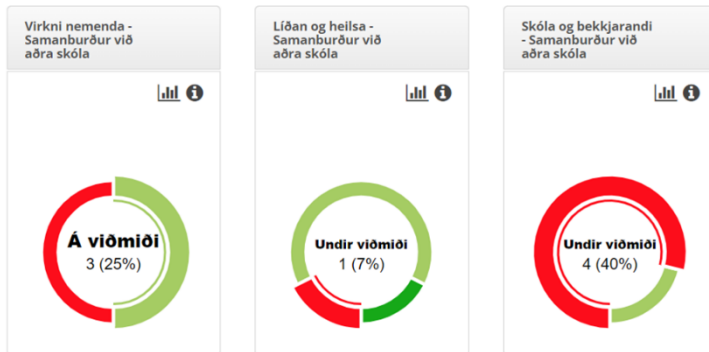 Virkni nemenda -
Samanburður við
aðra skóla
Á viðmiði
3 (25%)
Líðan og heilsa -
Samanburður við
aðra skóla
Undir viðmiði
1 (7%)
Skóla og bekkjarandi
- Samanburður við
aðra skóla
Undir viðmiði
4 (40%)